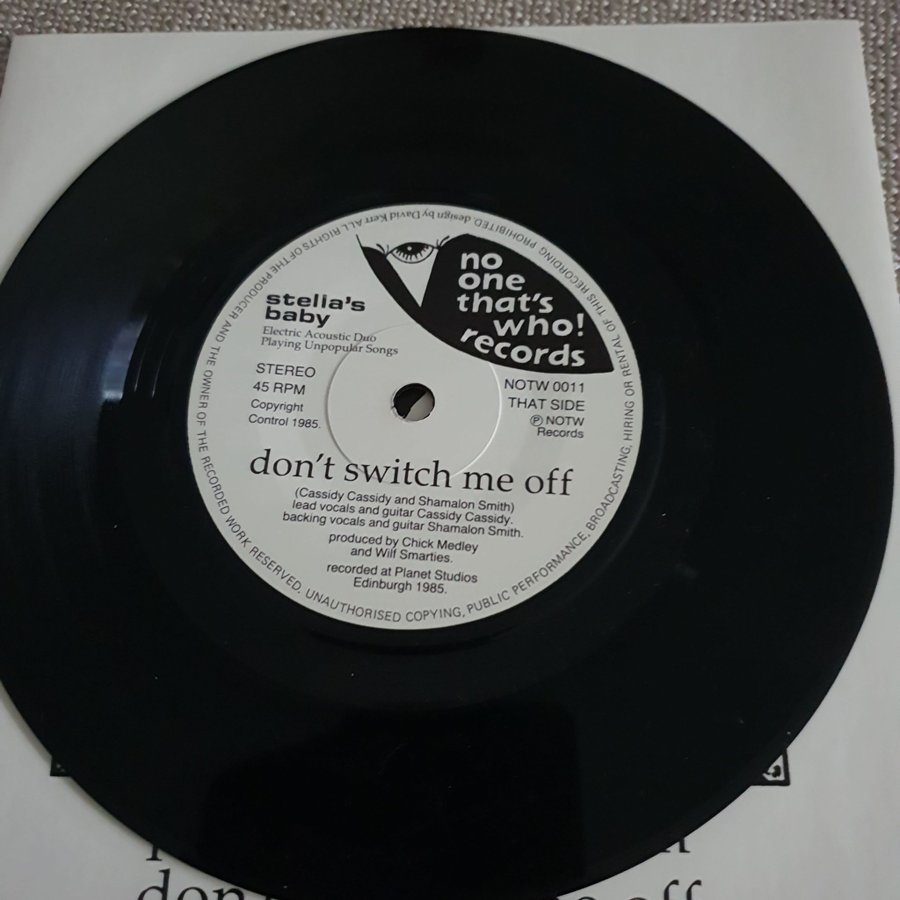 no
one
that's
who!
records
stella's
baby
Electric Acoustic Duo
Playing Unpopular Songs
STEREO
45 RPM
Copyright
Control 1985.
NOTW 0011
THAT SIDE
℗ NOTW
Records
don't switch me off
(Cassidy Cassidy and Shamalon Smith)
lead vocals and guitar Cassidy Cassidy.
backing vocals and guitar Shamalon Smith.
produced by Chick Medley
and Wilf Smarties.
recorded at Planet Studios
Edinburgh 1985.
ALL RIGHTS OF THE PRODUCER AND THE OWNER OF THE RECORDED WORK RESERVED. UNAUTHORISED COPYING, PUBLIC PERFORMANCE, BROADCASTING, HIRING OR RENTAL OF THIS RECORDING PROHIBITED. design by David Kerr
off